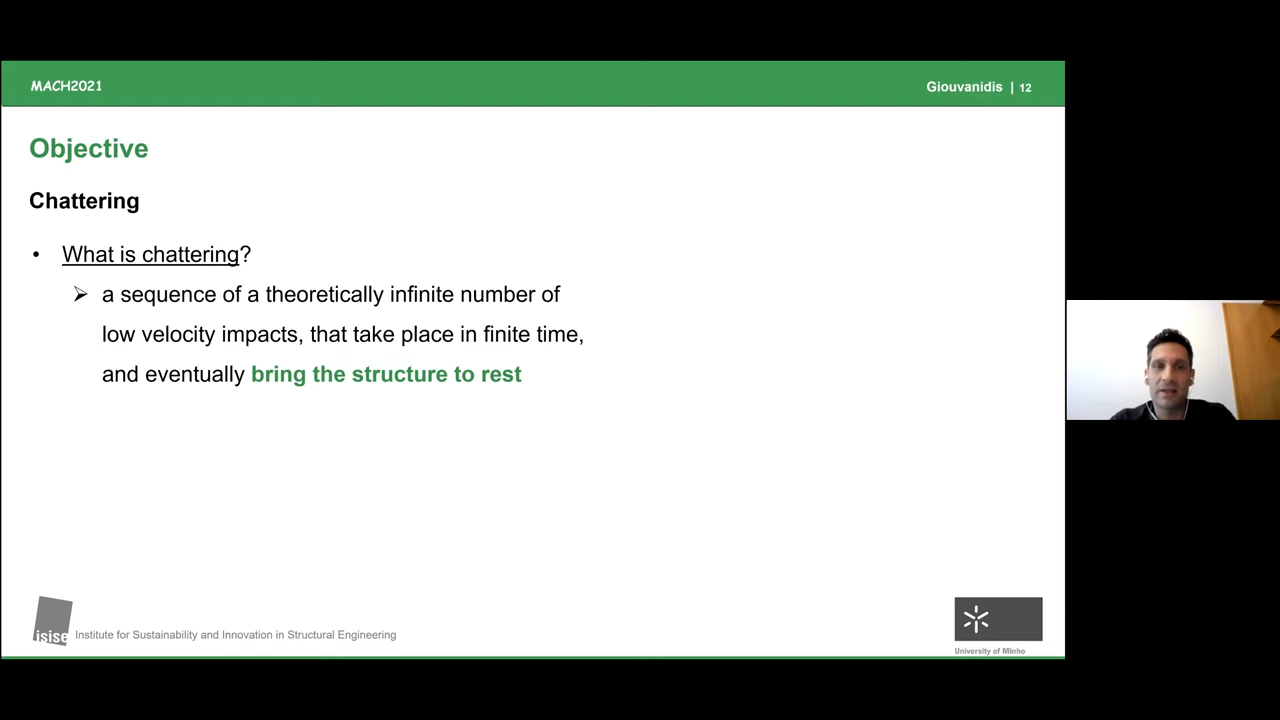 MACH2021
Giouvanidis | 12
Objective
Chattering
• What is chattering?
➢ a sequence of a theoretically infinite number of
low velocity impacts, that take place in finite time,
and eventually bring the structure to rest
isise Institute for Sustainability and Innovation in Structural Engineering
University of Minho